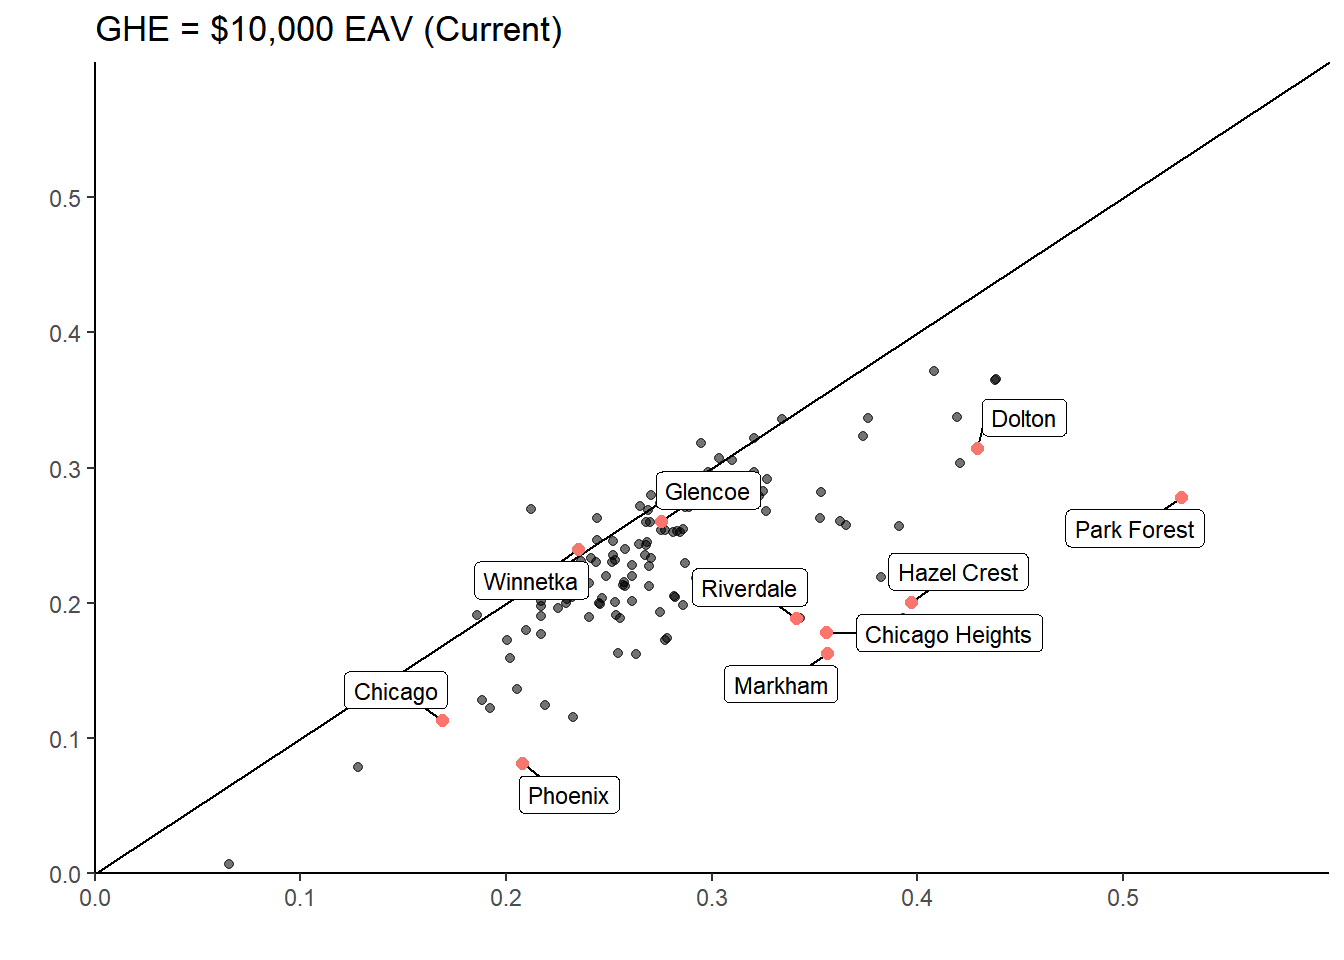 GHE = $10,000 EAV (Current)
0.5
0.4
Dolton
0.3
Glencoe
Park Forest
Winnetka
Riverdale
Hazel Crest
0.2
Chicago Heights
Markham
Chicago
0.1
Phoenix
0.0
0.0 0.1 0.2 0.3 0.4 0.5